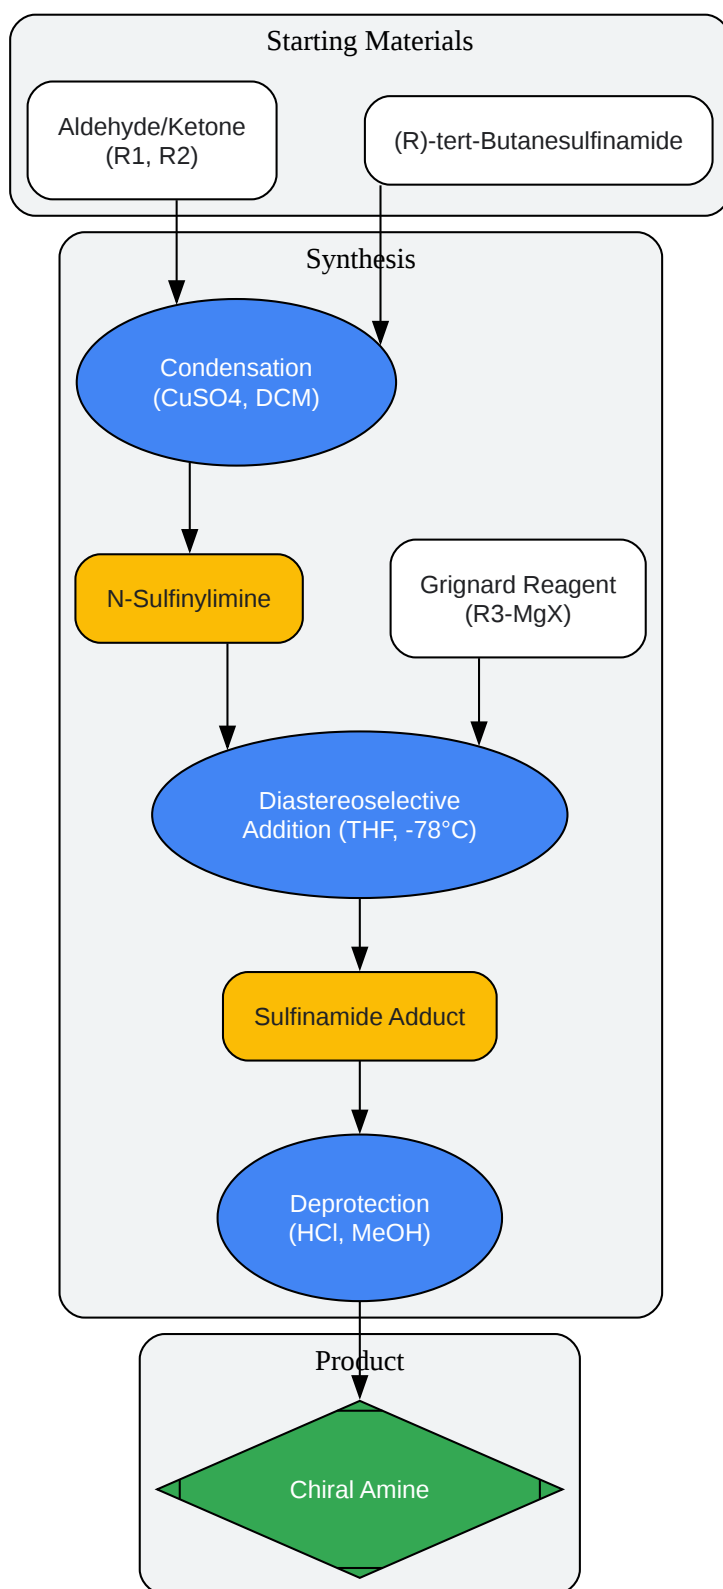 Starting Materials
Aldehyde/Ketone
(R1, R2)
(R)-tert-Butanesulfinamide
Synthesis
Condensation
(CuSO4, DCM)
N-Sulfinylimine
Grignard Reagent
(R3-MgX)
Diastereoselective
Addition (THF, -78°C)
Sulfinamide Adduct
Deprotection
(HCl, MeOH)
Product
Chiral Amine